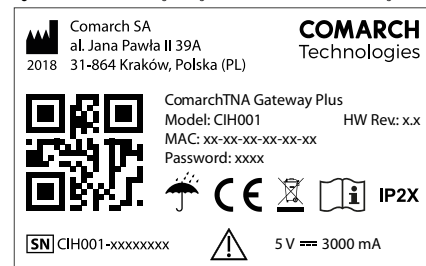 Comarch SA
al. Jana Pawła II 39A
2018 31-864 Kraków, Polska (PL)
COMARCH
Technologies
ComarchTNA Gateway Plus
Model: CIH001 HW Rev.: x.x
MAC: xx-xx-xx-xx-xx-xx
Password: xxxx
CE IP2X
SN CIH001-xxxxxxxx
5 V 3000 mA